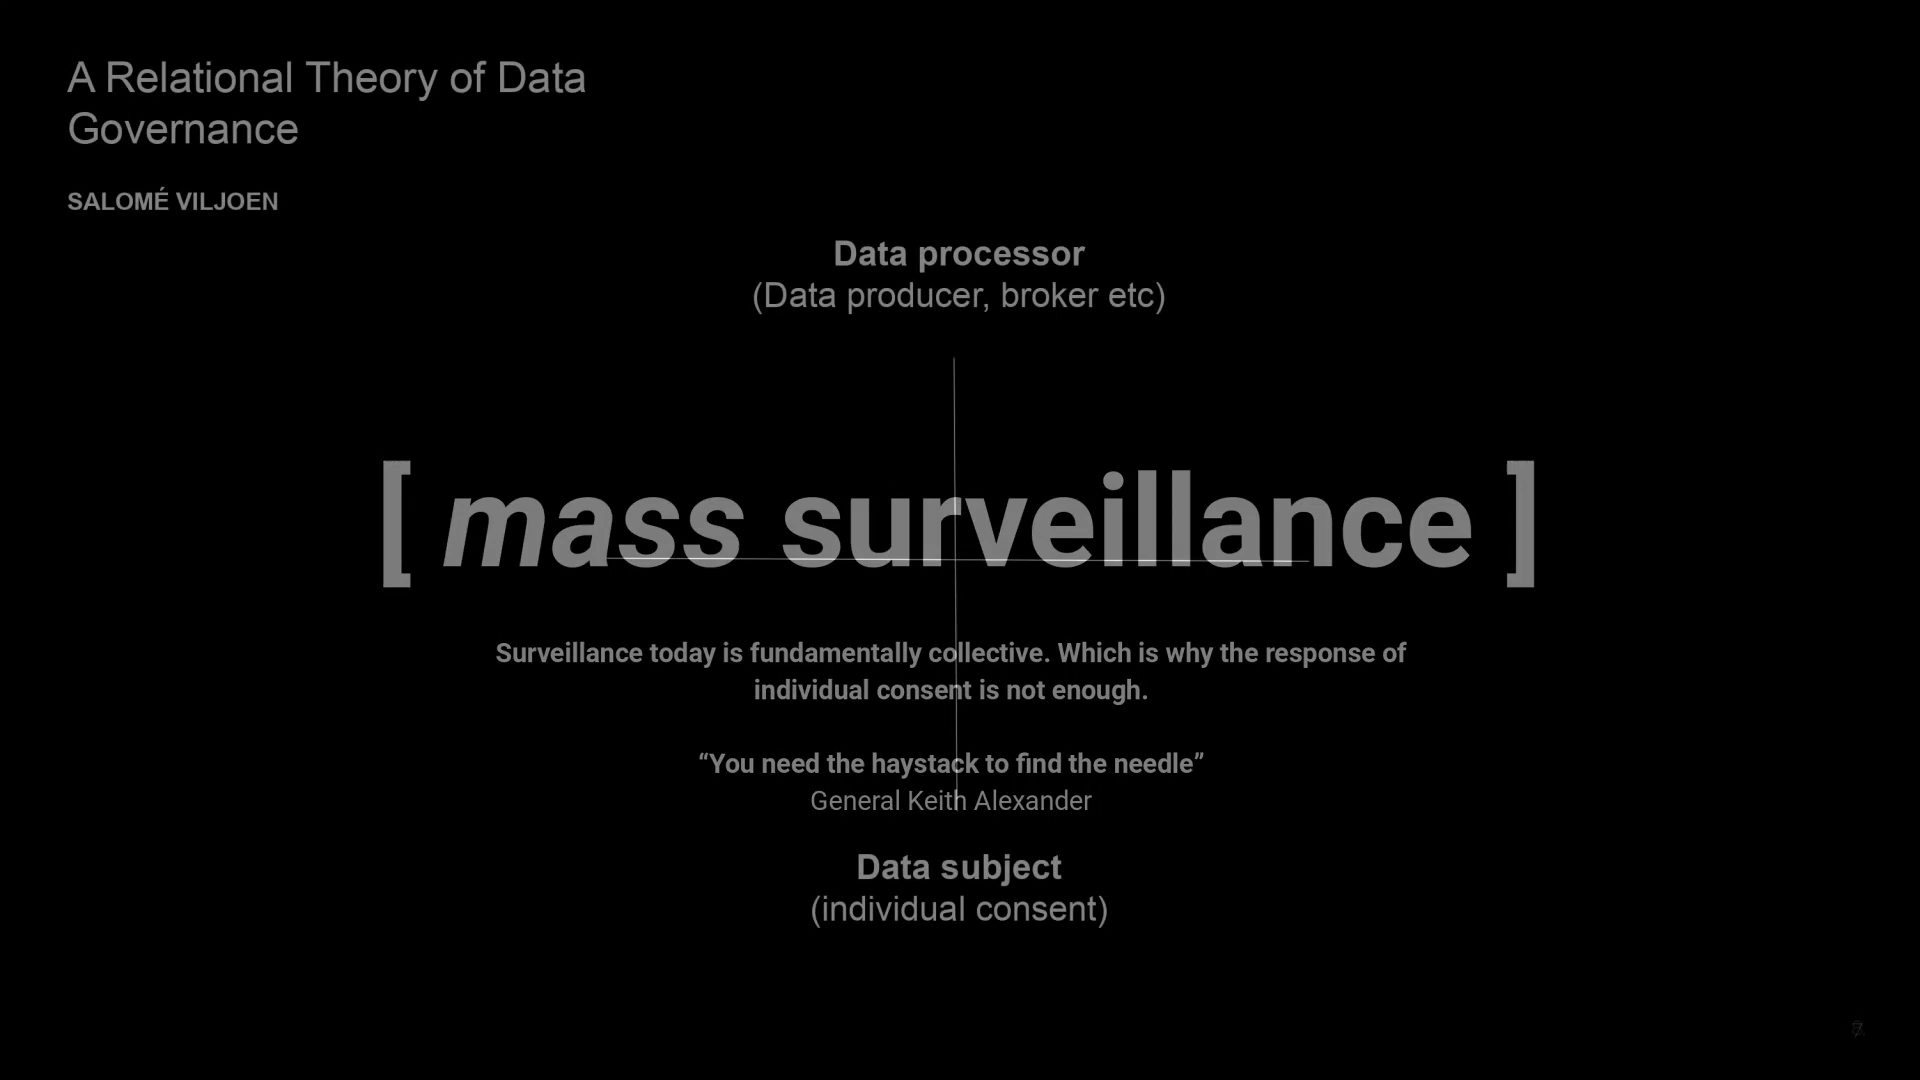 A Relational Theory of Data
Governance
SALOMÉ VILJOEN
Data processor
(Data producer, broker etc)
[ mass surveillance ]
Surveillance today is fundamentally collective. Which is why the response of
individual consent is not enough.
“You need the haystack to find the needle”
General Keith Alexander
Data subject
(individual consent)